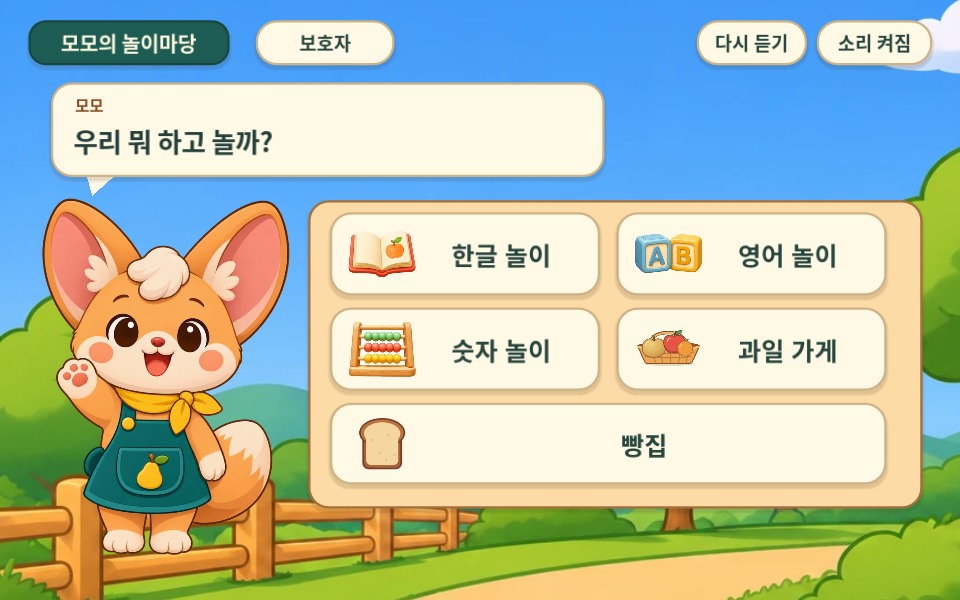 모모의 놀이마당
보호자
다시 듣기
소리 켜짐
모모
우리 뭐 하고 놀까?
한글 놀이
영어 놀이
A B
숫자 놀이
과일 가게
빵집